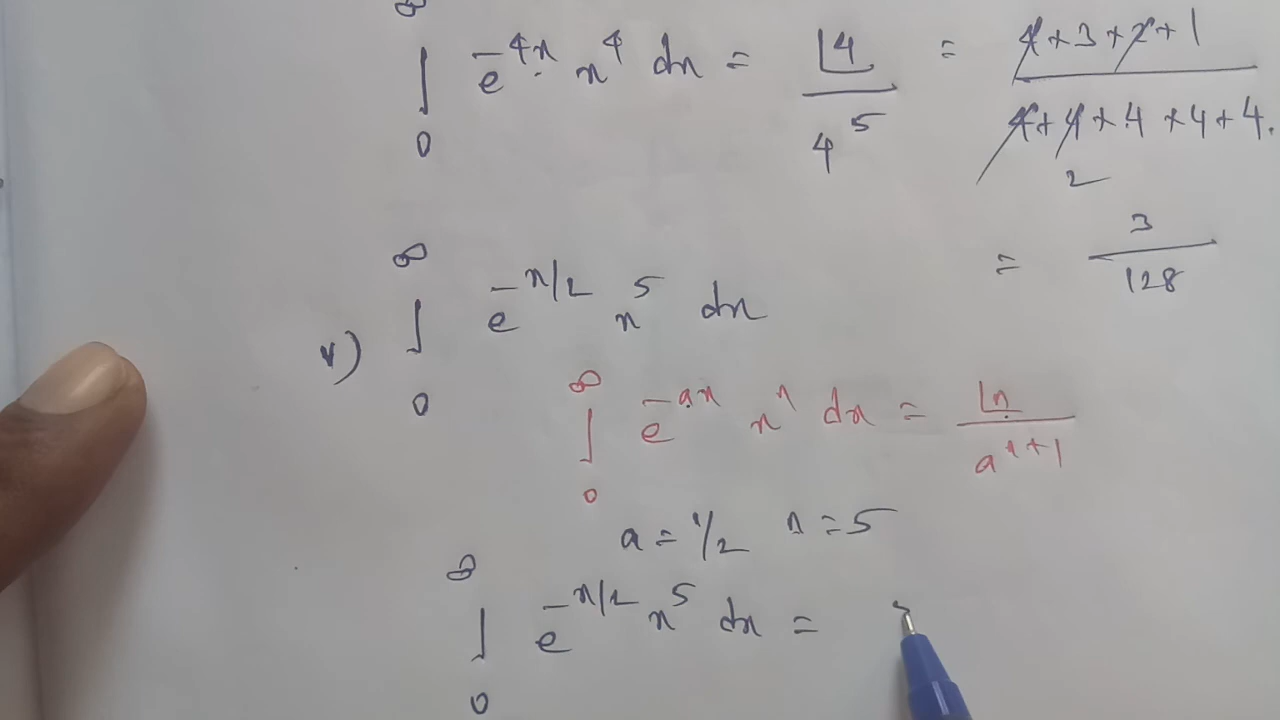 ∫₀^∞ e^{-4x} x^4 dx = ⌊4 / 4^5 = 4×3×2×1 / 4×4×4×4×4.
2
= 3 / 128
v) ∫₀^∞ e^{-x/2} x^5 dx
∫₀^∞ e^{-ax} x^n dx = ⌊n / a^{n+1}
a = 1/2 n = 5
∫₀^∞ e^{-x/2} x^5 dx =